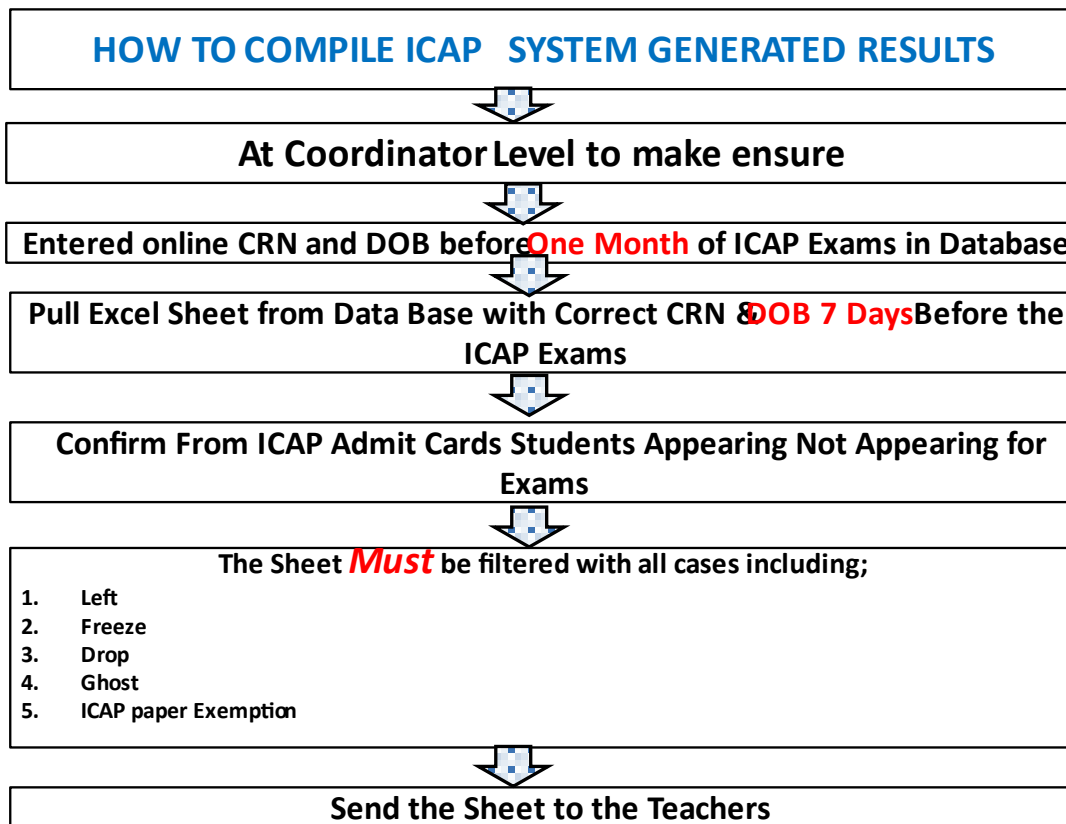 HOW TO COMPILE ICAP SYSTEM GENERATED RESULTS
At Coordinator Level to make ensure
Entered online CRN and DOB before One Month of ICAP Exams in Database
Pull Excel Sheet from Data Base with Correct CRN & DOB 7 Days Before the
ICAP Exams
Confirm From ICAP Admit Cards Students Appearing Not Appearing for
Exams
The Sheet Must be filtered with all cases including;
1. Left
2. Freeze
3. Drop
4. Ghost
5. ICAP paper Exemption
Send the Sheet to the Teachers